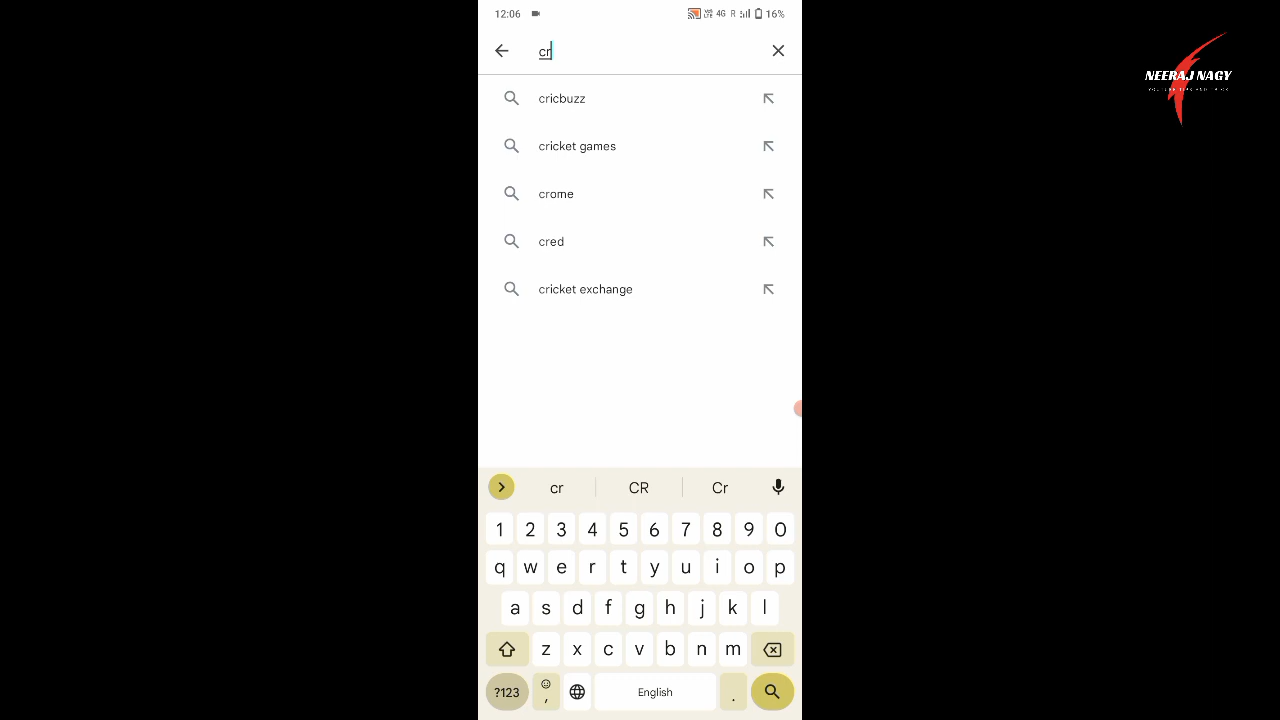 12:06
4G R 16%
NEERAJ NAGY
cr
cricbuzz
cricket games
crome
cred
cricket exchange
cr CR Cr
1 2 3 4 5 6 7 8 9 0
q w e r t y u i o p
a s d f g h j k l
z x c v b n m
?123 , English .